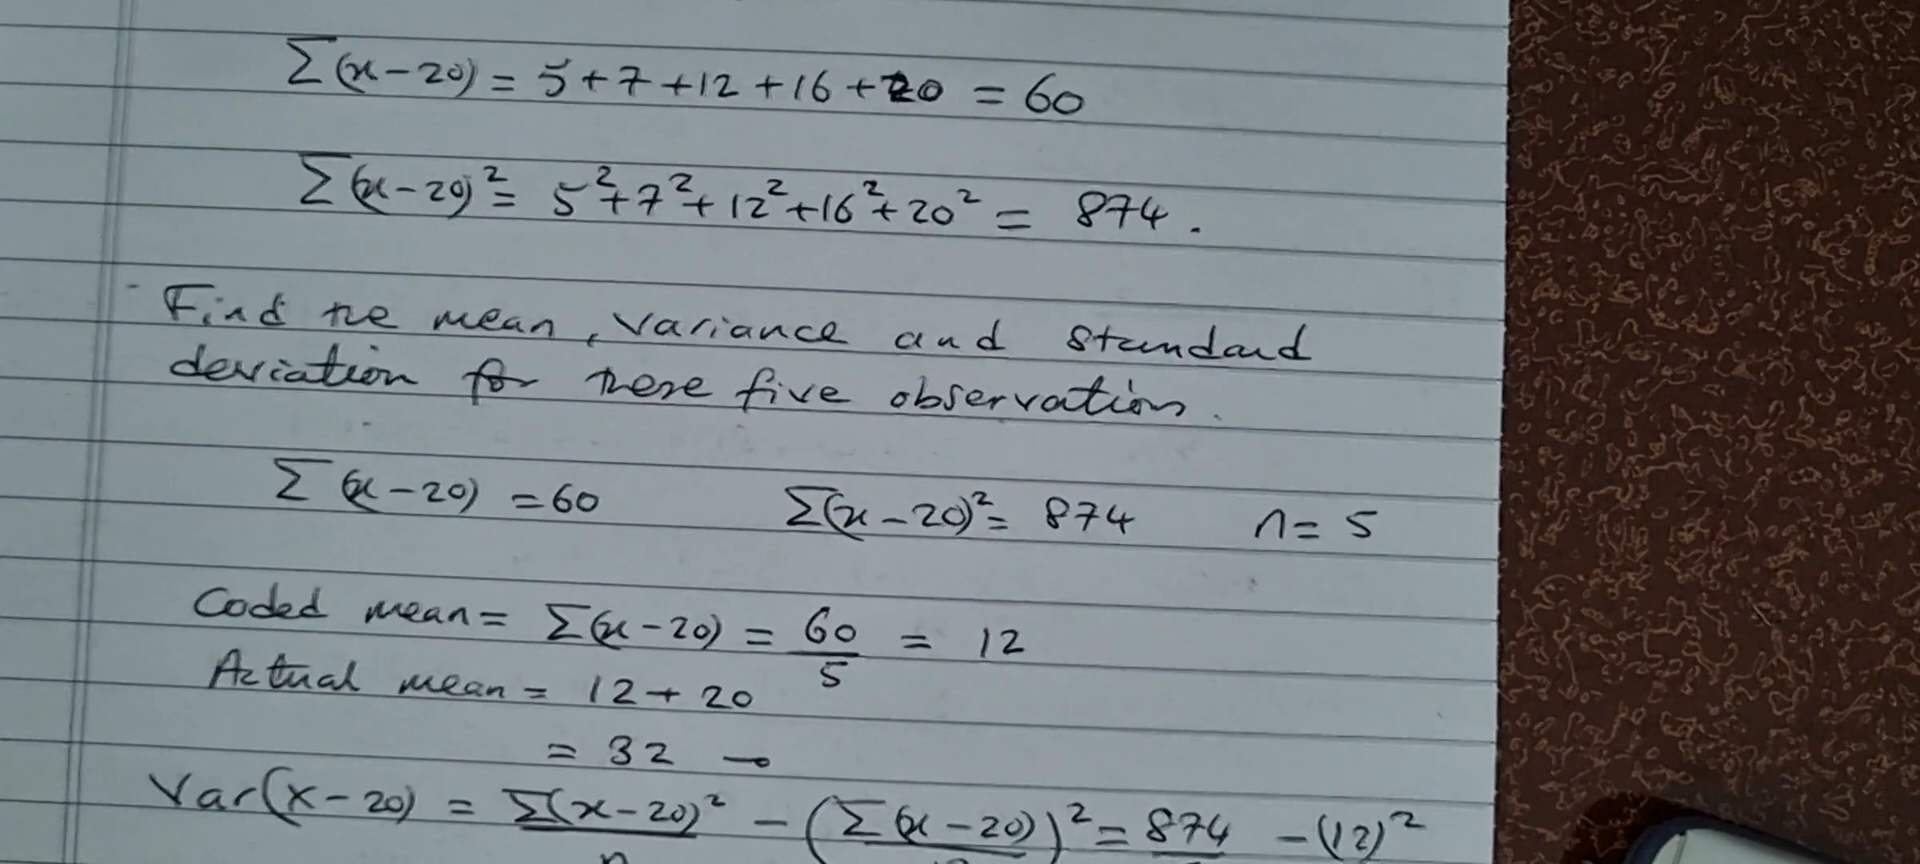 Σ(x-20) = 5+7+12+16+20 = 60
Σ(x-20)² = 5²+7²+12²+16²+20² = 874.
Find the mean, variance and standard
deviation for these five observations.
Σ(x-20) = 60 Σ(x-20)² = 874 n = 5
Coded mean = Σ(x-20) = 60/5 = 12
Actual mean = 12 + 20
= 32
Var(x-20) = Σ(x-20)²/n - (Σ(x-20))² = 874 - (12)²